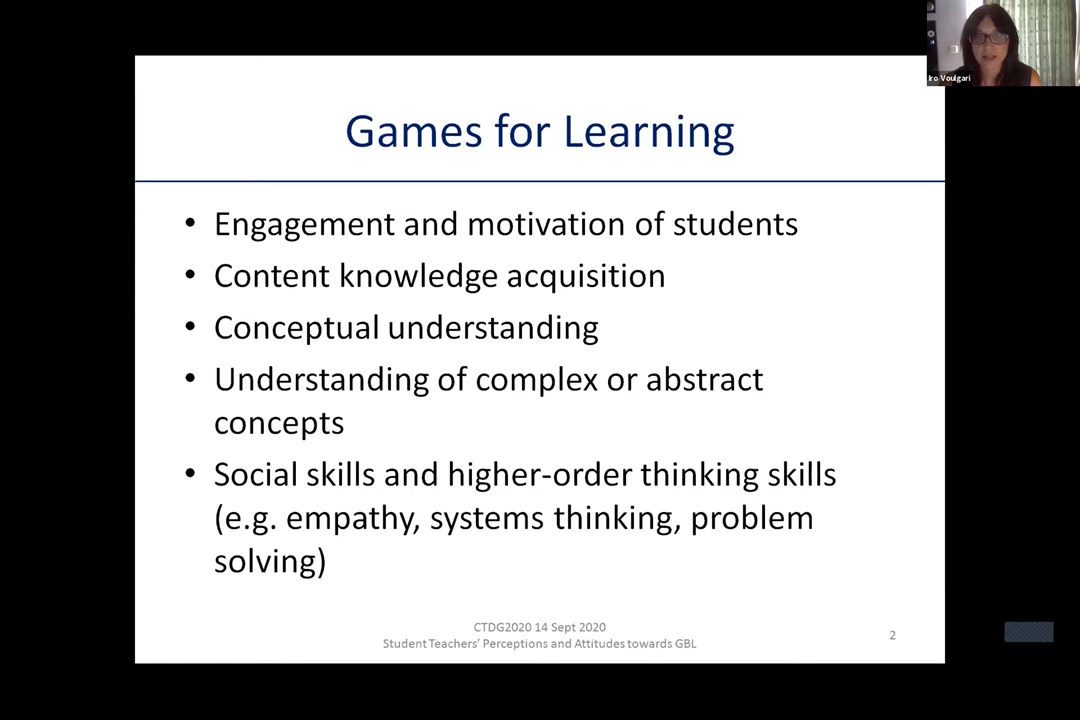 Iro Voulgari
Games for Learning
• Engagement and motivation of students
• Content knowledge acquisition
• Conceptual understanding
• Understanding of complex or abstract
concepts
• Social skills and higher-order thinking skills
(e.g. empathy, systems thinking, problem
solving)
CTDG2020 14 Sept 2020
Student Teachers’ Perceptions and Attitudes towards GBL
2